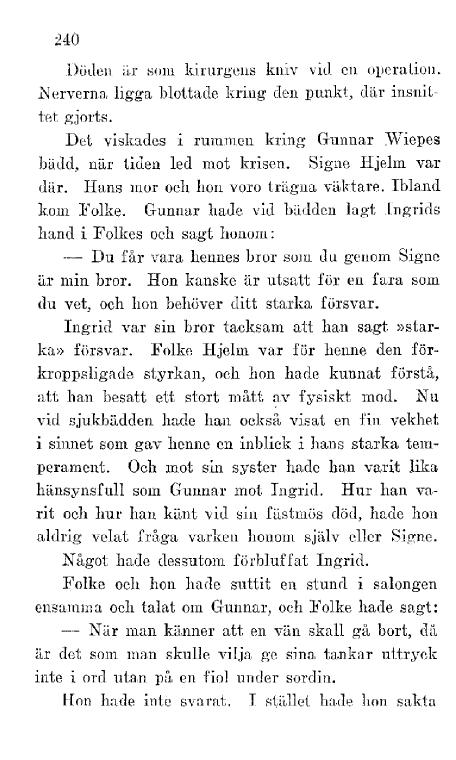 240
Döden är som kirurgens kniv vid en operation.
Nerverna ligga blottade kring den punkt, där insnit-
tet gjorts.
Det viskades i rummen kring Gunnar Wiepes
bädd, när tiden led mot krisen. Signe Hjelm var
där. Hans mor och hon voro trägna väktare. Ibland
kom Folke. Gunnar hade vid bädden lagt Ingrids
hand i Folkes och sagt honom:
— Du får vara hennes bror som du genom Signe
är min bror. Hon kanske är utsatt för en fara som
du vet, och hon behöver ditt starka försvar.
Ingrid var sin bror tacksam att han sagt »star-
ka» försvar. Folke Hjelm var för henne den för-
kroppsligade styrkan, och hon hade kunnat förstå,
att han besatt ett stort mått av fysiskt mod. Nu
vid sjukbädden hade han också visat en fin vekhet
i sinnet som gav henne en inblick i hans starka tem-
perament. Och mot sin syster hade han varit lika
hänsynsfull som Gunnar mot Ingrid. Hur han va-
rit och hur han känt vid sin fästmös död, hade hon
aldrig velat fråga varken honom själv eller Signe.
Något hade dessutom förbluffat Ingrid.
Folke och hon hade suttit en stund i salongen
ensamma och talat om Gunnar, och Folke hade sagt:
— När man känner att en vän skall gå bort, då
är det som man skulle vilja ge sina tankar uttryck
inte i ord utan på en fiol under sordin.
Hon hade inte svarat. I stället hade hon sakta